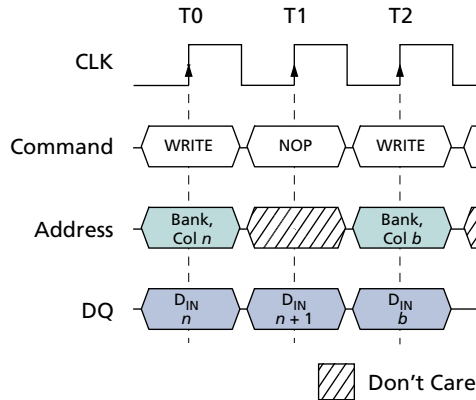 T0 T1 T2
CLK
Command WRITE NOP WRITE
Bank, Bank,
Address
Col n Col b
DIN DIN DIN
DQ
n n + 1 b
Don't Care